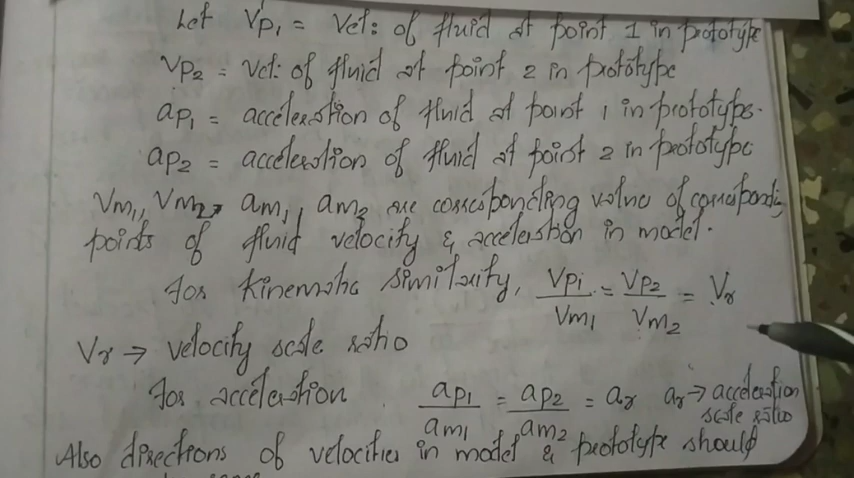 Let Vp1 = Vel: of fluid at point 1 in prototype
Vp2 = Vel: of fluid at point 2 in prototype
ap1 = acceleration of fluid at point 1 in prototype.
ap2 = acceleration of fluid at point 2 in prototype
Vm1, Vm2, am1, am2 are corresponding value of corresponding
points of fluid velocity & acceleration in model.
For kinematic similarity, Vp1/Vm1 = Vp2/Vm2 = Vr
Vr → velocity scale ratio
For acceleration ap1/am1 = ap2/am2 = ar ar → acceleration scale ratio
Also directions of velocities in model & prototype should